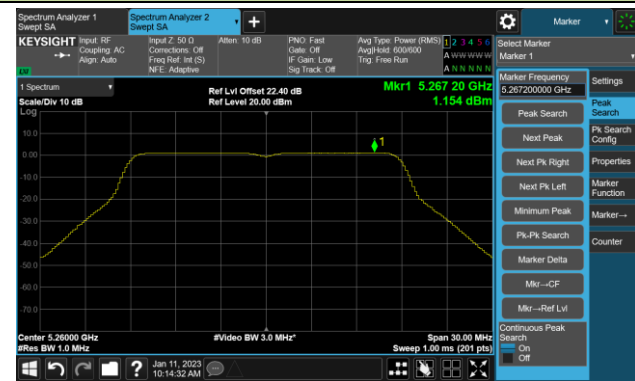 Spectrum Analyzer 1
Swept SA
Spectrum Analyzer 2
Swept SA
+
Marker
KEYSIGHT
Input: RF
Coupling: AC
Align: Auto
Input Z: 50 Ω
Corrections: Off
Freq Ref: Int (S)
NFE: Adaptive
Atten: 10 dB
PNO: Fast
Gate: Off
IF Gain: Low
Sig Track: Off
Avg Type: Power (RMS)
Avg|Hold: 600/600
Trig: Free Run
1 2 3 4 5 6
A W W W W W
A N N N N N
Select Marker
Marker 1
1 Spectrum
Scale/Div 10 dB
Log
Ref Lvl Offset 22.40 dB
Ref Level 20.00 dBm
Mkr1 5.267 20 GHz
1.154 dBm
Marker Frequency
5.267200000 GHz
Settings
Peak Search
Next Peak
Next Pk Right
Next Pk Left
Minimum Peak
Pk-Pk Search
Marker Delta
Mkr→CF
Mkr→Ref Lvl
Continuous Peak
Search
On
Off
Peak
Search
Pk Search
Config
Properties
Marker
Function
Marker→
Counter
10.0
0.00
-10.0
-20.0
-30.0
-40.0
-50.0
-60.0
-70.0
1
Center 5.26000 GHz
#Res BW 1.0 MHz
#Video BW 3.0 MHz*
Span 30.00 MHz
Sweep 1.00 ms (201 pts)
?
Jan 11, 2023
10:14:32 AM